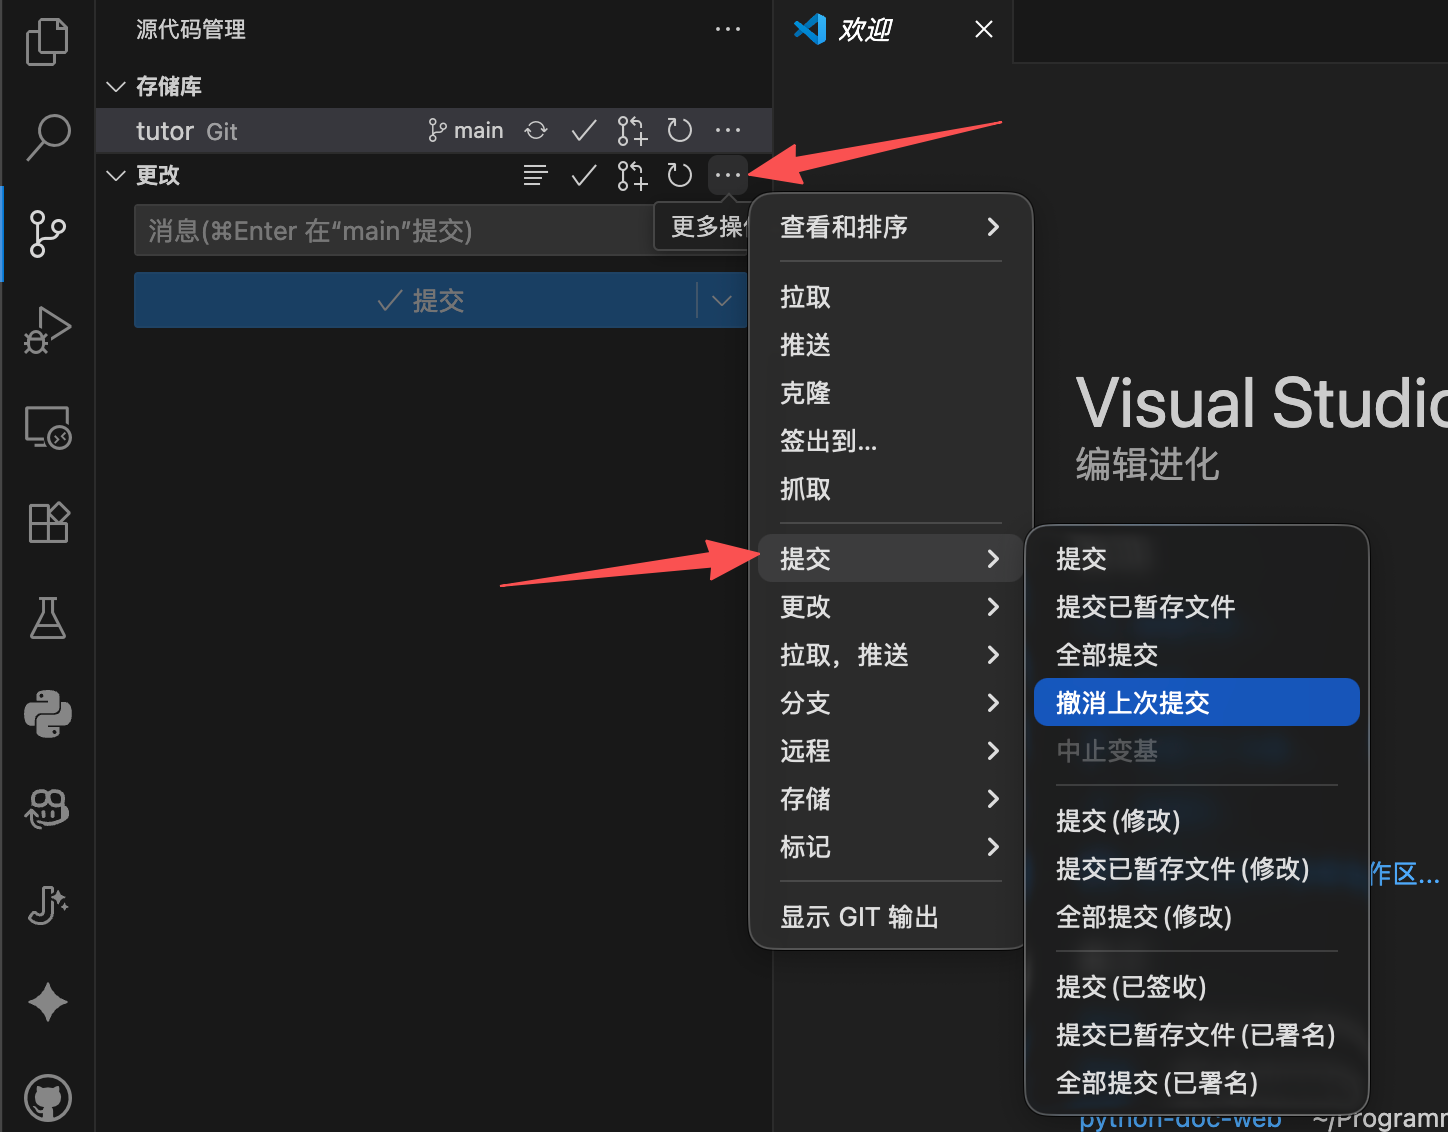 源代码管理
欢迎
存储库
tutor Git
main
更改
消息(⌘Enter 在“main”提交)
更多操
提交
查看和排序
拉取
推送
克隆
签出到...
抓取
提交
更改
拉取，推送
分支
远程
存储
标记
显示 GIT 输出
提交
提交已暂存文件
全部提交
撤消上次提交
中止变基
提交 (修改)
提交已暂存文件 (修改)
全部提交 (修改)
提交 (已签收)
提交已暂存文件 (已署名)
全部提交 (已署名)
Visual Studio
编辑进化
作区...
python-doc-web ~/Programm